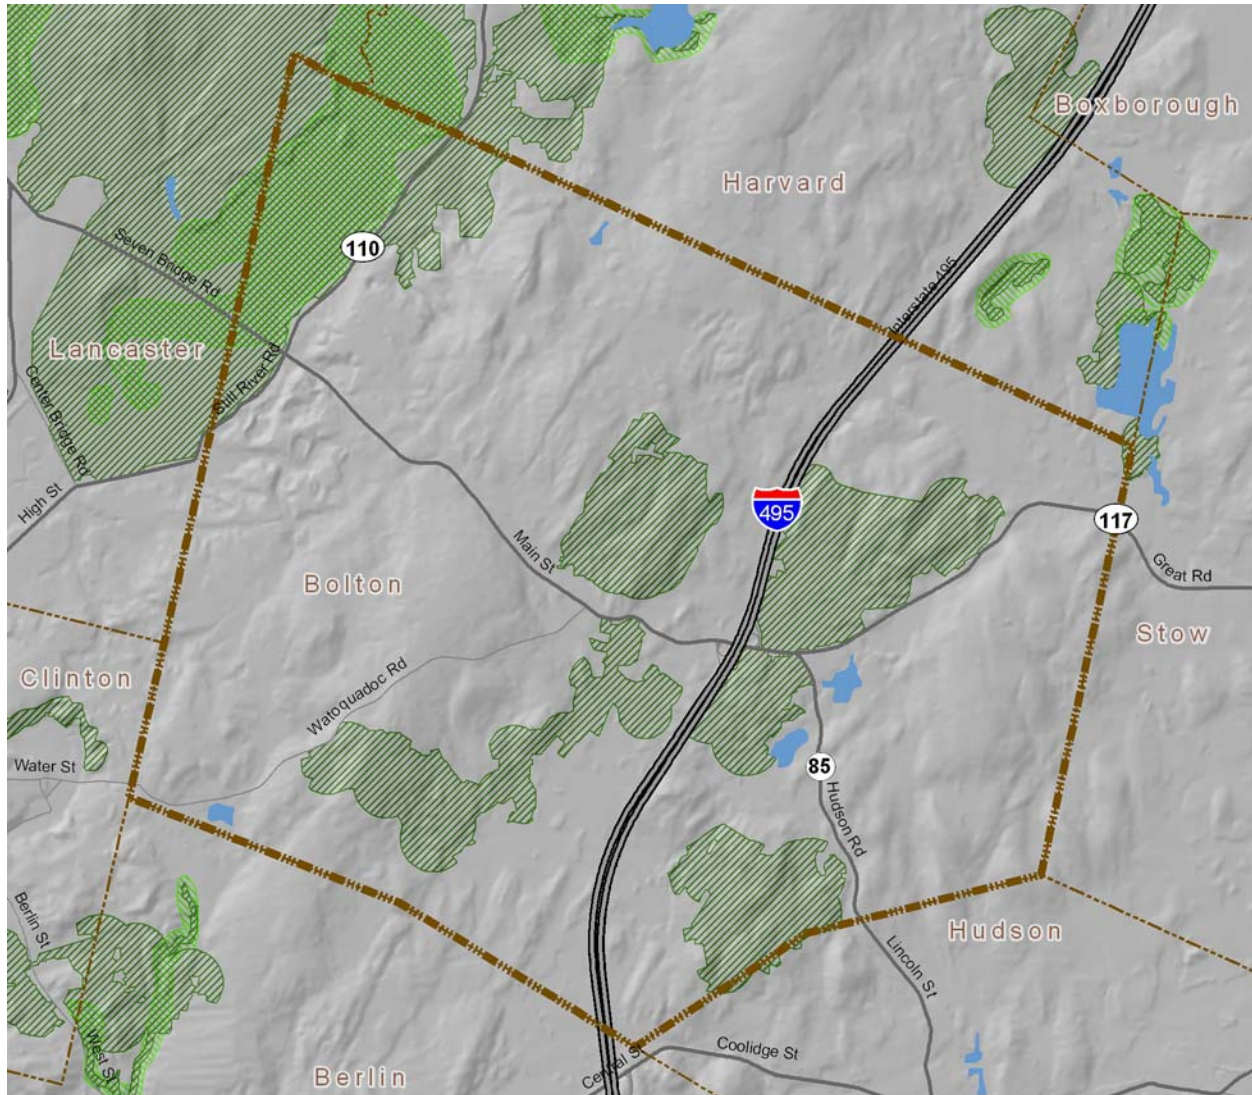 Boxborough
Harvard
110
Seven Bridge Rd
Interstate 495
Lancaster
Still River Rd
Center Bridge Rd
High St
495
117
Main St
Great Rd
Bolton
Stow
Clinton
Watoquadoc Rd
Water St
85
Hudson Rd
Berlin St
Hudson
Lincoln St
West St
Coolidge St
Central St
Berlin